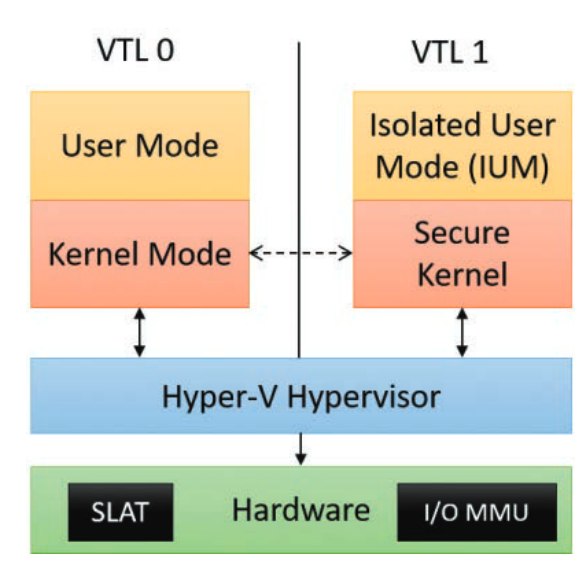 VTL 0
VTL 1
User Mode
Isolated User
Mode (IUM)
Kernel Mode
Secure
Kernel
Hyper-V Hypervisor
SLAT
Hardware
I/O MMU